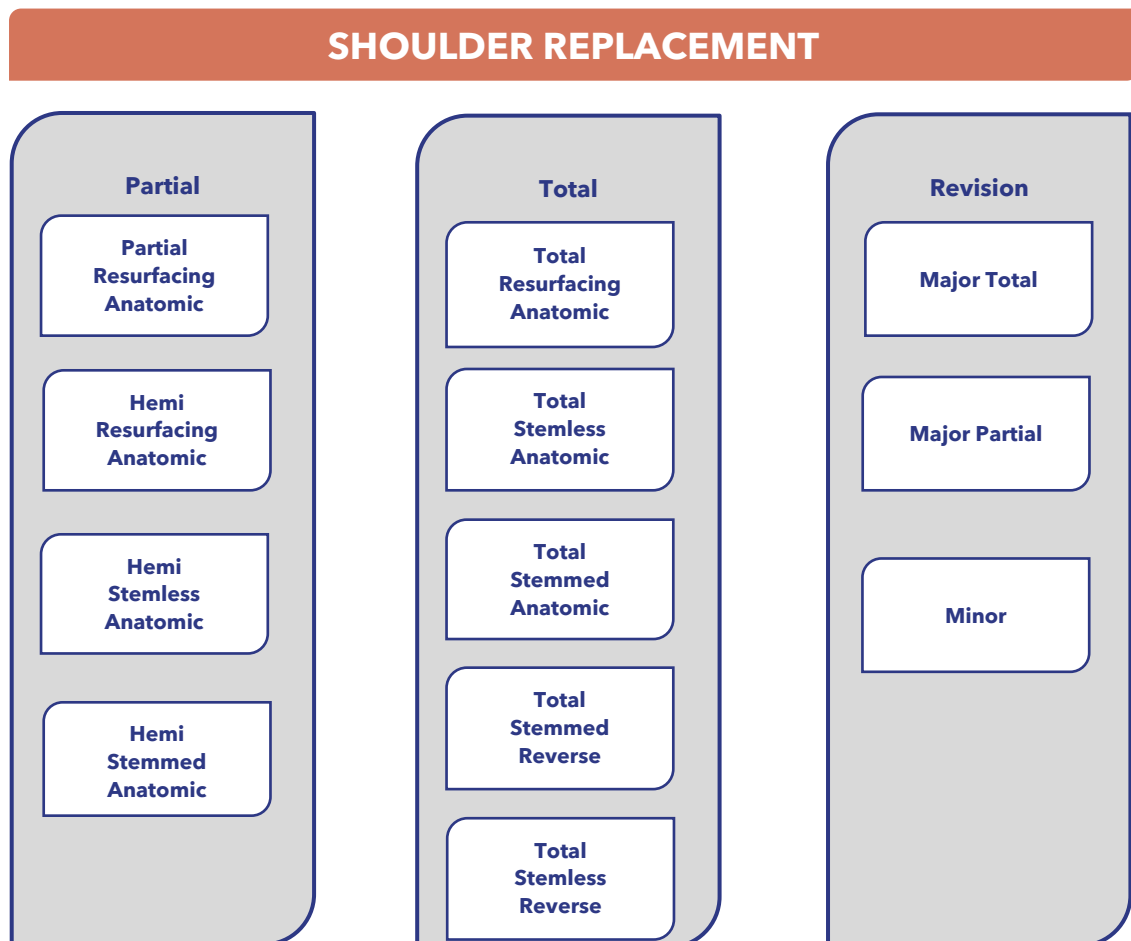 SHOULDER REPLACEMENT
Partial
Partial
Resurfacing
Anatomic
Hemi
Resurfacing
Anatomic
Hemi
Stemless
Anatomic
Hemi
Stemmed
Anatomic
Total
Total
Resurfacing
Anatomic
Total
Stemless
Anatomic
Total
Stemmed
Anatomic
Total
Stemmed
Reverse
Total
Stemless
Reverse
Revision
Major Total
Major Partial
Minor